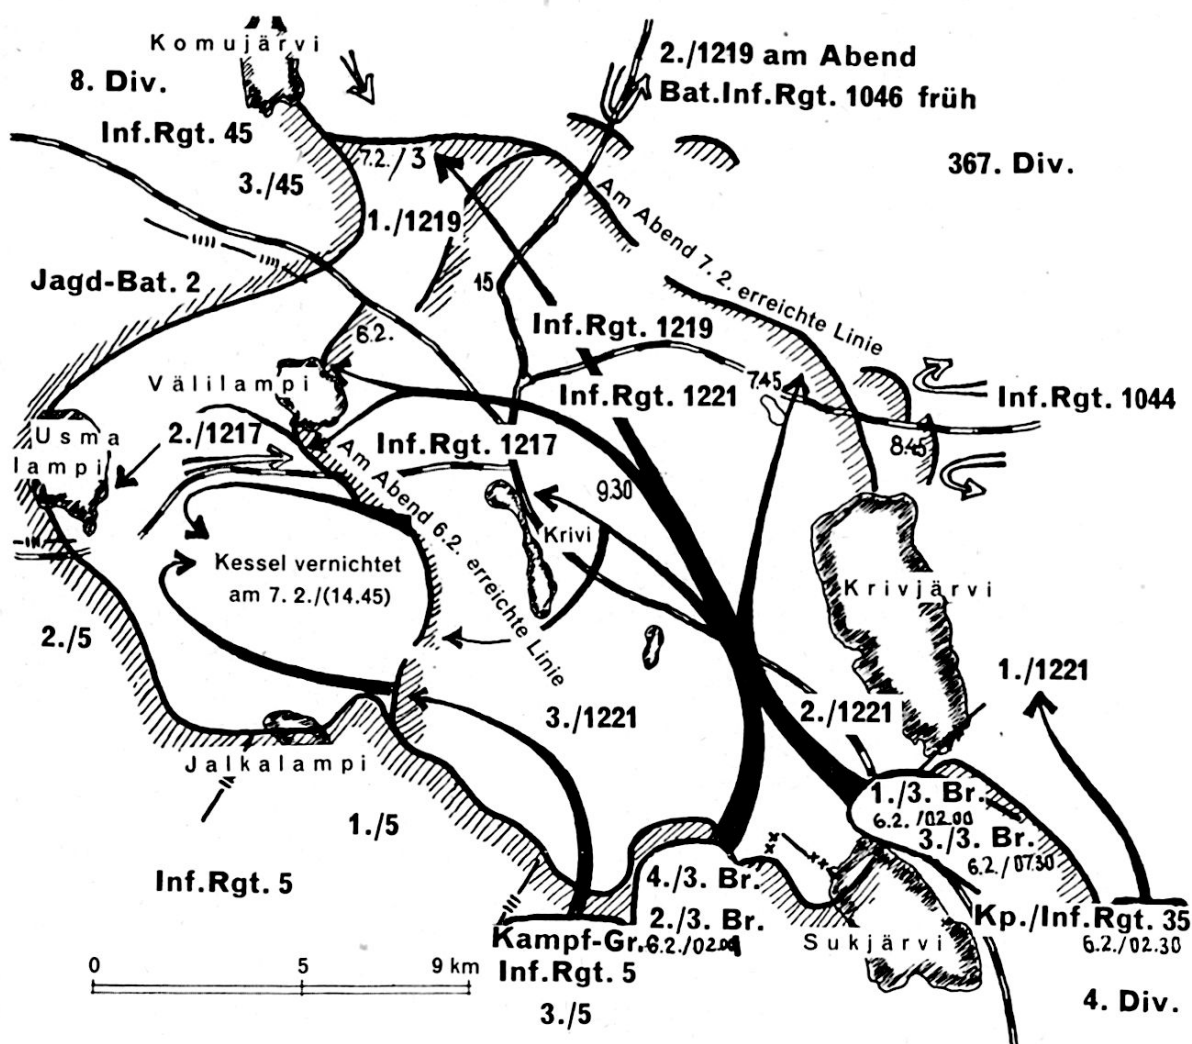 Komujärvi
2./1219 am Abend
8. Div.
Bat.Inf.Rgt. 1046 früh
Inf.Rgt. 45
7.2./3
367. Div.
3./45
1./1219
Am Abend 7.2. erreichte Linie
Jagd-Bat. 2
15
6.2.
Inf.Rgt. 1219
Välilampi
7.45
Inf.Rgt. 1221
Inf.Rgt. 1044
Usma
lampi
2./1217
Inf.Rgt. 1217
8.45
Am Abend 6.2. erreichte Linie
9.30
Krivi
Kessel vernichtet
am 7.2./(14.45)
Krivjärvi
2./5
1./1221
3./1221
2./1221
Jalkalampi
1./3. Br.
6.2./02.00
1./5
3./3. Br.
6.2./07.30
Inf.Rgt. 5
4./3. Br.
2./3. Br.
Kp./Inf.Rgt. 35
Kampf-Gr.
6.2./02.00
Sukjärvi
6.2./02.30
0 5 9 km
Inf.Rgt. 5
3./5
4. Div.